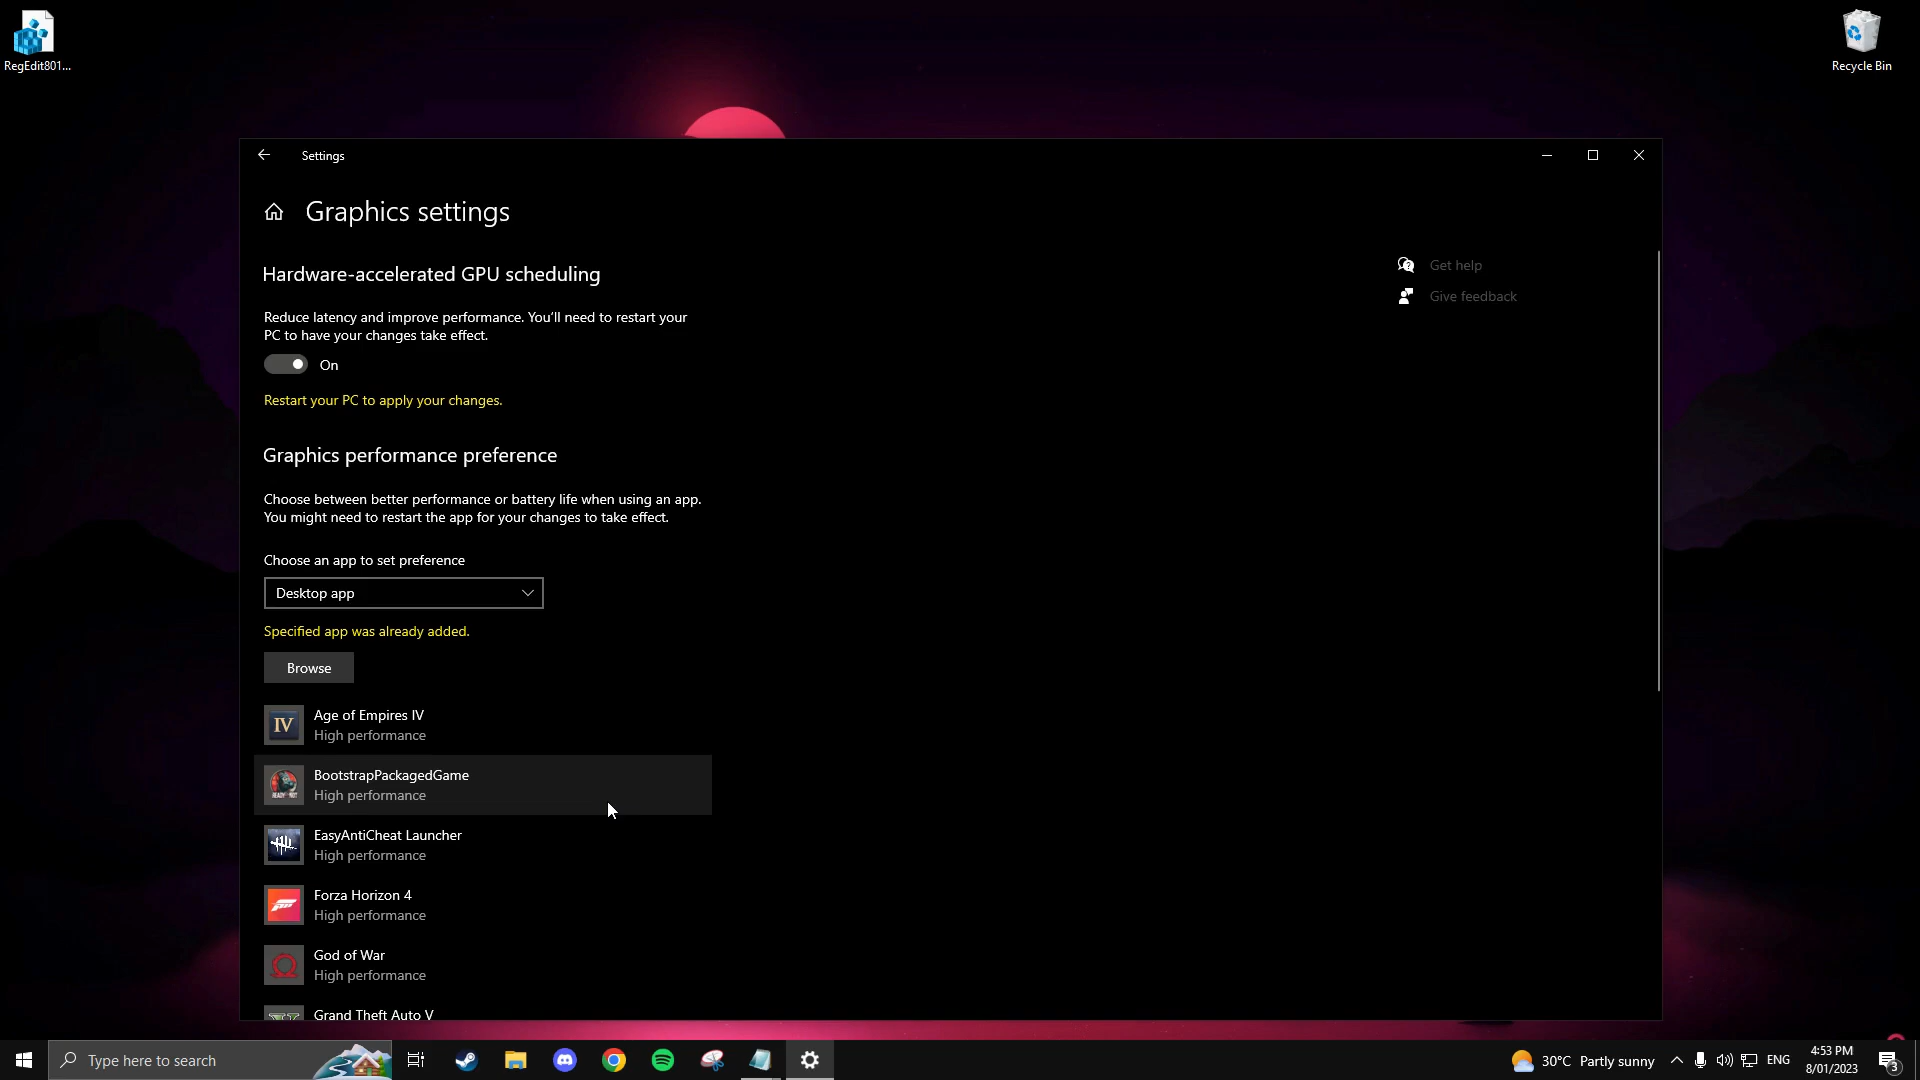 RegEdit801...
Recycle Bin
Settings
Graphics settings
Hardware-accelerated GPU scheduling
Reduce latency and improve performance. You'll need to restart your
PC to have your changes take effect.
On
Restart your PC to apply your changes.
Graphics performance preference
Choose between better performance or battery life when using an app.
You might need to restart the app for your changes to take effect.
Choose an app to set preference
Desktop app
Specified app was already added.
Browse
IV
Age of Empires IV
High performance
BootstrapPackagedGame
High performance
EasyAntiCheat Launcher
High performance
Forza Horizon 4
High performance
God of War
High performance
Grand Theft Auto V
Get help
Give feedback
Type here to search
30°C Partly sunny
ENG
4:53 PM
8/01/2023
3